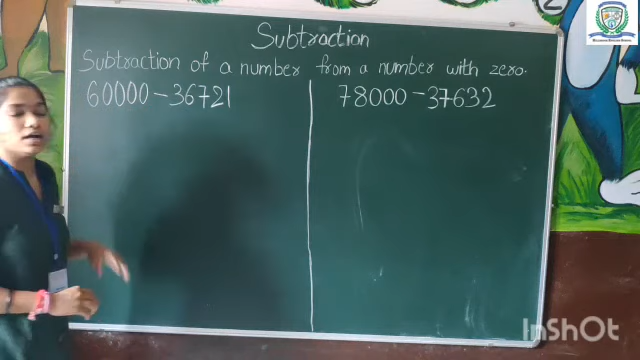 Subtraction
Subtraction of a number from a number with zero.
60000 - 36721
78000 - 37632
InShOt